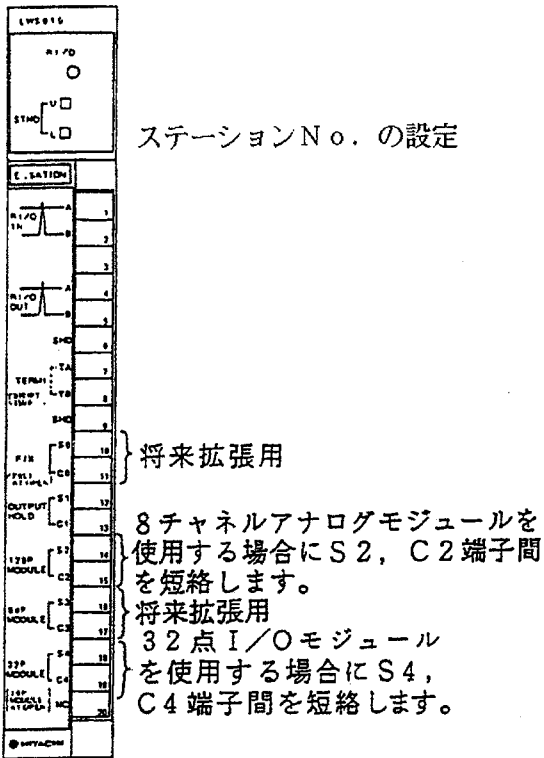 LWS015
RI/O
STNO
U
L
ステーションNo.の設定
RI/O
IN
A
B
1
2
3
RI/O
OUT
A
B
4
5
SHD
6
TERMI
TA
TB
7
8
SHD
9
FIX
S0
C0
10
11
将来拡張用
OUTPUT
HOLD
S1
C1
12
13
128P
MODULE
S2
C2
14
15
8チャネルアナログモジュールを
使用する場合にS2,C2端子間
を短絡します。
MODULE
S3
C3
16
17
将来拡張用
32P
MODULE
S4
C4
18
19
32点I/Oモジュール
を使用する場合にS4,
C4端子間を短絡します。
NC
20
HITACHI